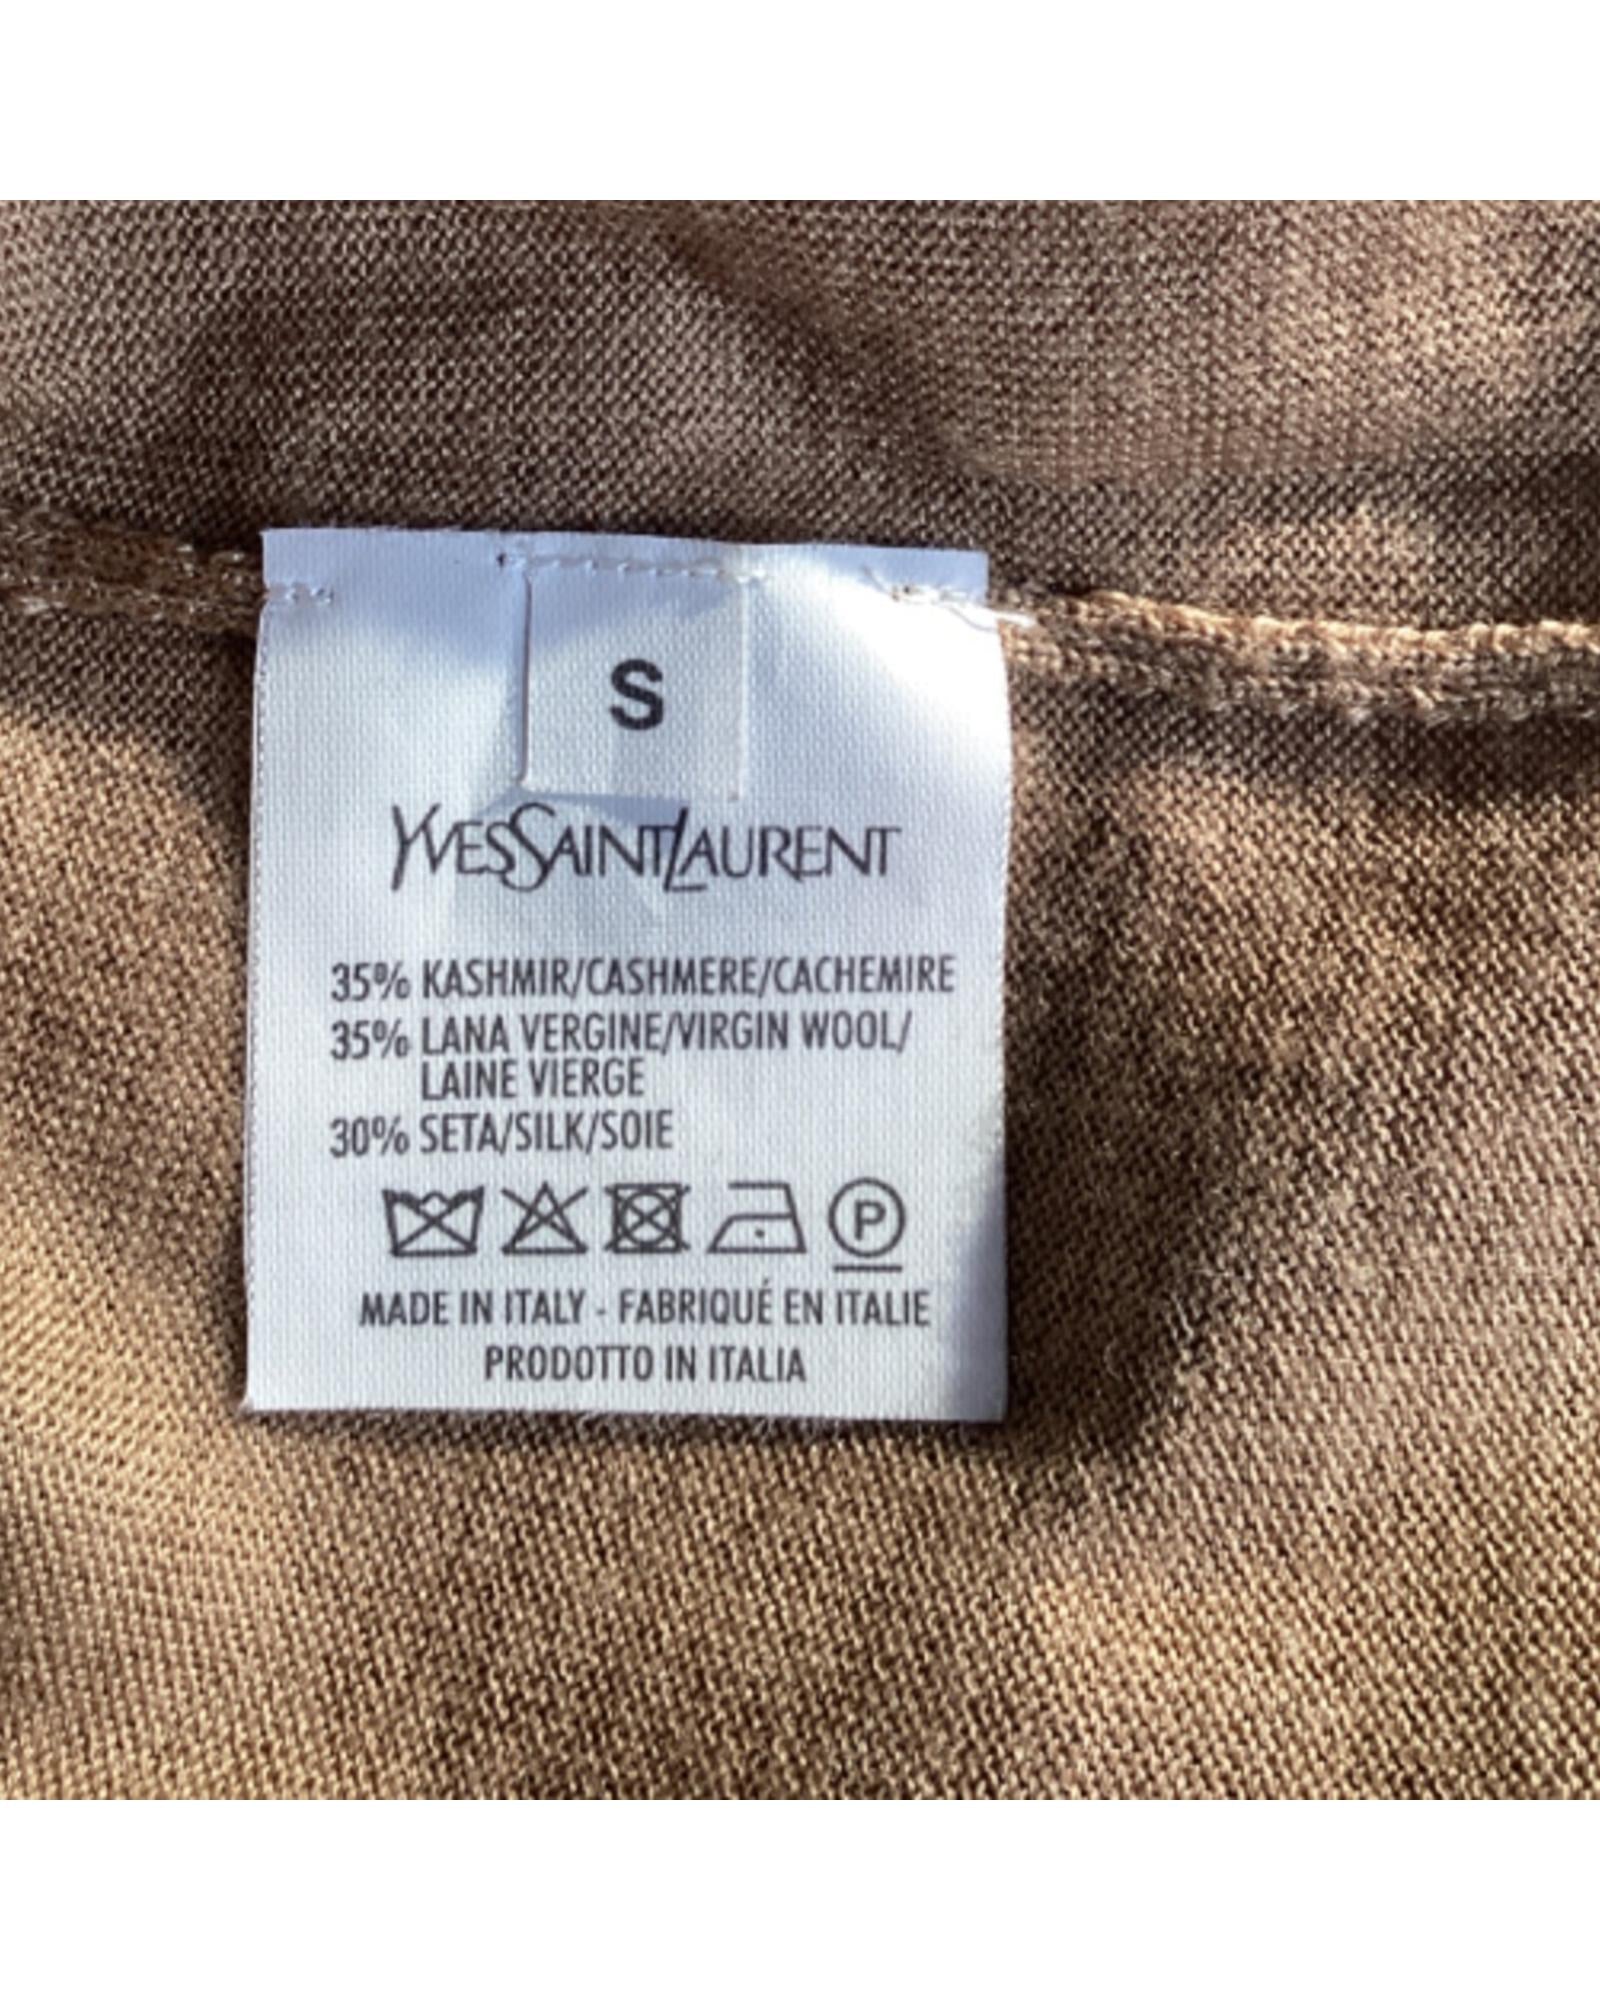 S
YVESSAINTLAURENT
35% KASHMIR/CASHMERE/CACHEMIRE
35% LANA VERGINE/VIRGIN WOOL/
LAINE VIERGE
30% SETA/SILK/SOIE
P
MADE IN ITALY - FABRIQUÉ EN ITALIE
PRODOTTO IN ITALIA